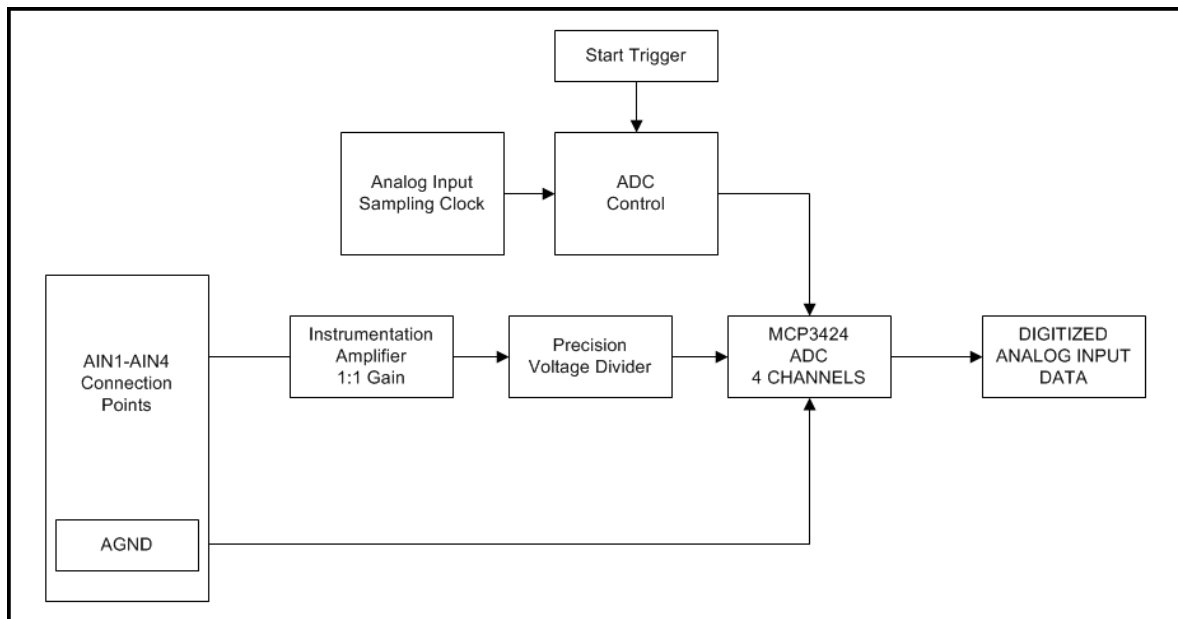 Start Trigger
Analog Input
Sampling Clock
ADC
Control
AIN1-AIN4
Connection
Points
Instrumentation
Amplifier
1:1 Gain
Precision
Voltage Divider
MCP3424
ADC
4 CHANNELS
DIGITIZED
ANALOG INPUT
DATA
AGND